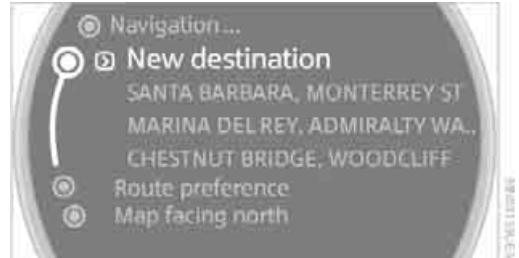 Navigation...
New destination
SANTA BARBARA, MONTERREY ST
MARINA DEL REY, ADMIRALTY WA..
CHESTNUT BRIDGE, WOODCLIFF
Route preference
Map facing north